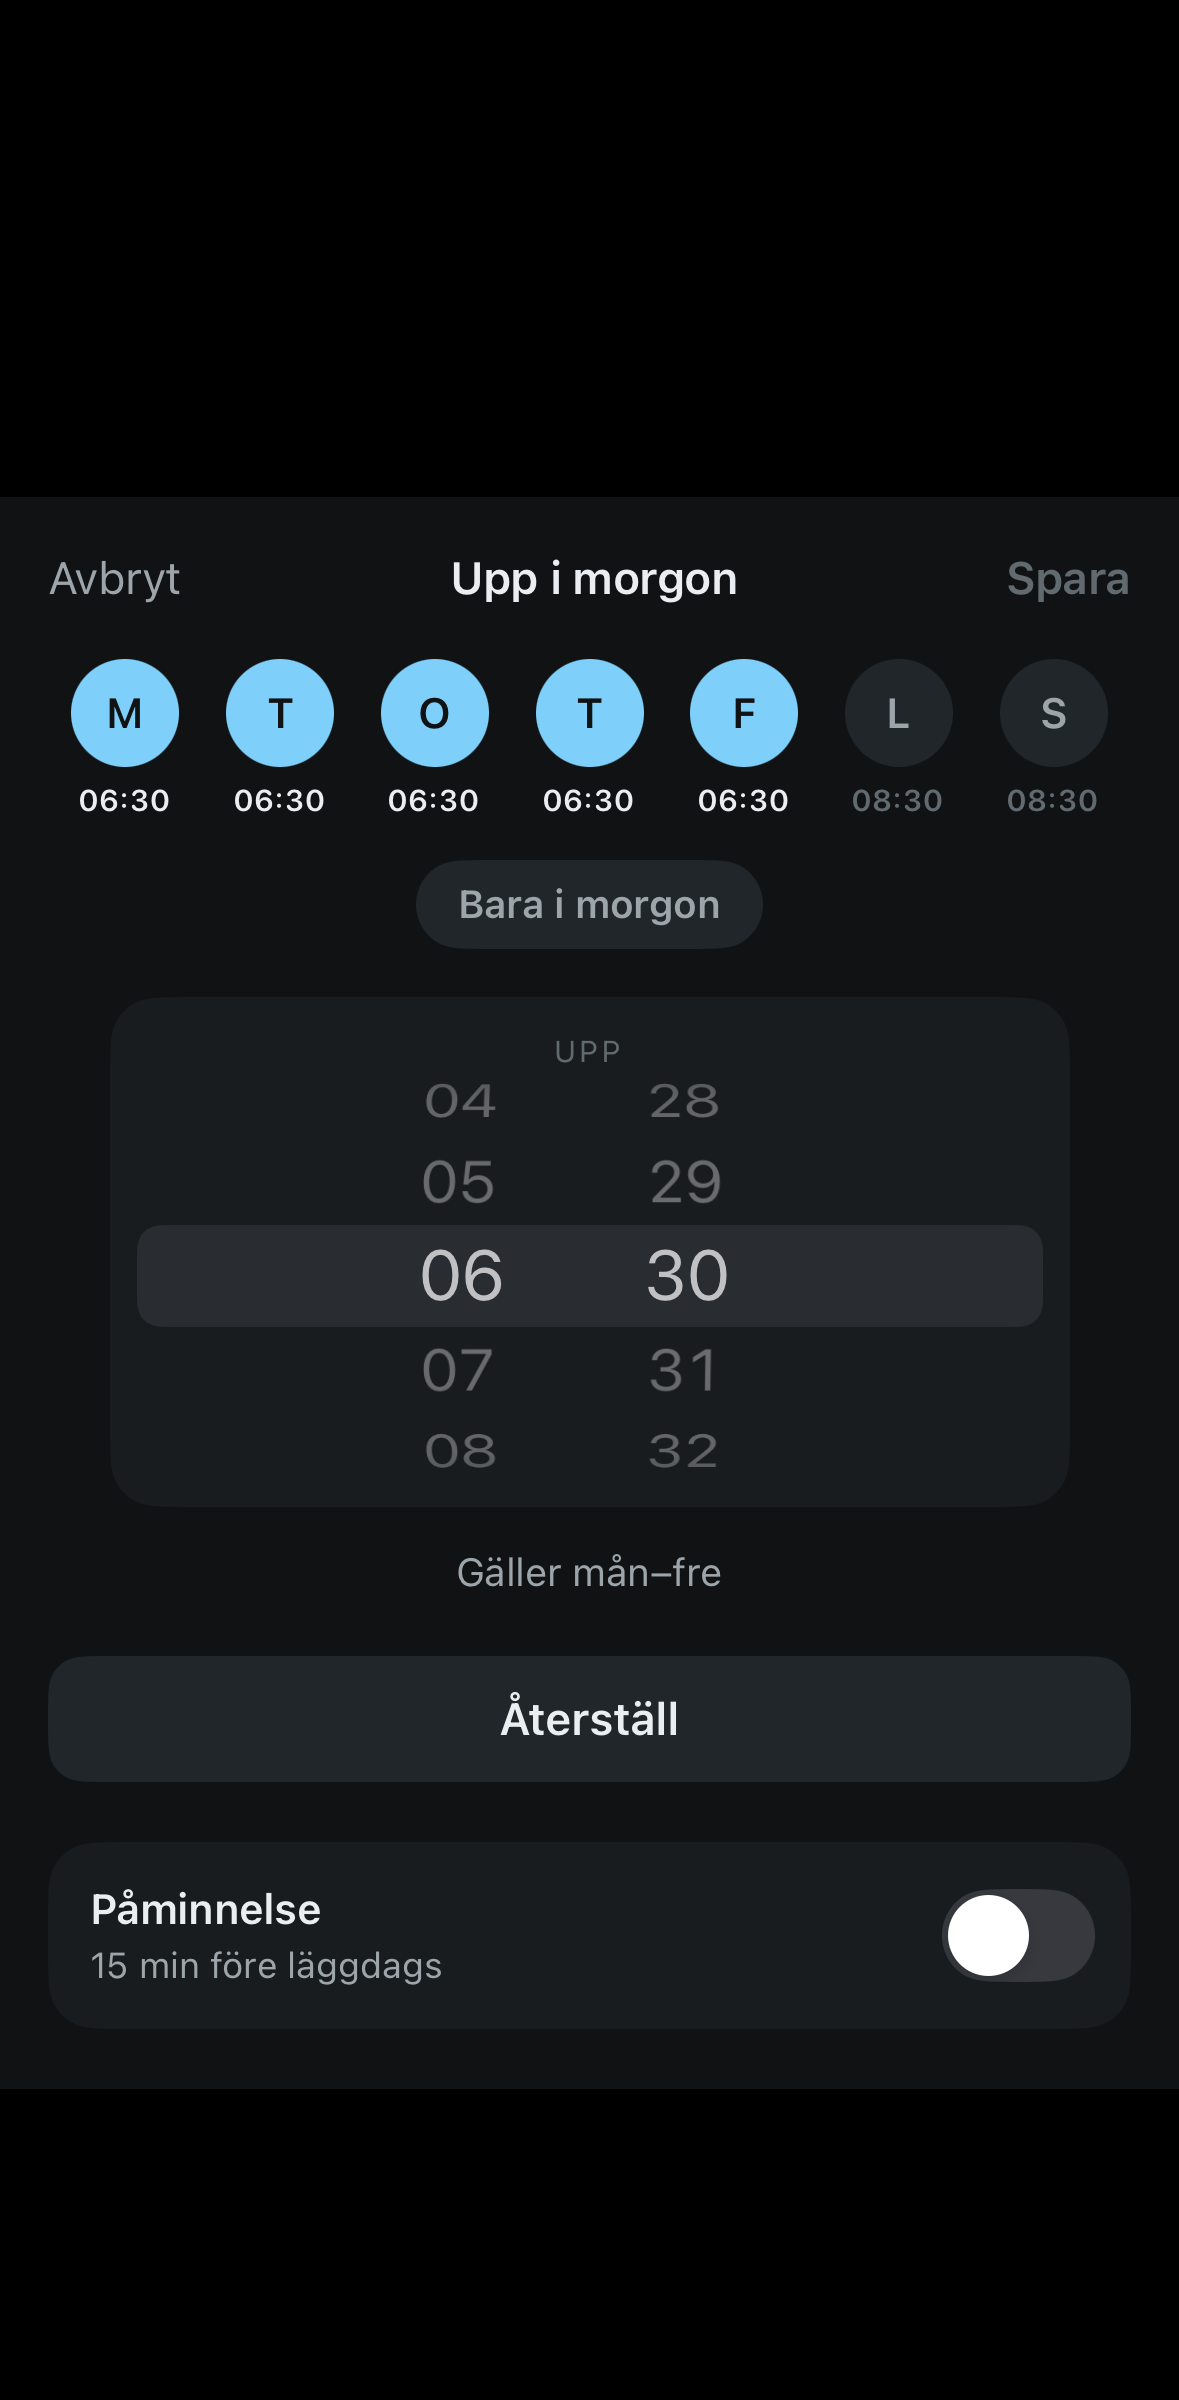 Avbryt Upp i morgon Spara
M T O T F L S
06:30 06:30 06:30 06:30 06:30 08:30 08:30
Bara i morgon
UPP
04 28
05 29
06 30
07 31
08 32
Gäller mån–fre
Återställ
Påminnelse
15 min före läggdags